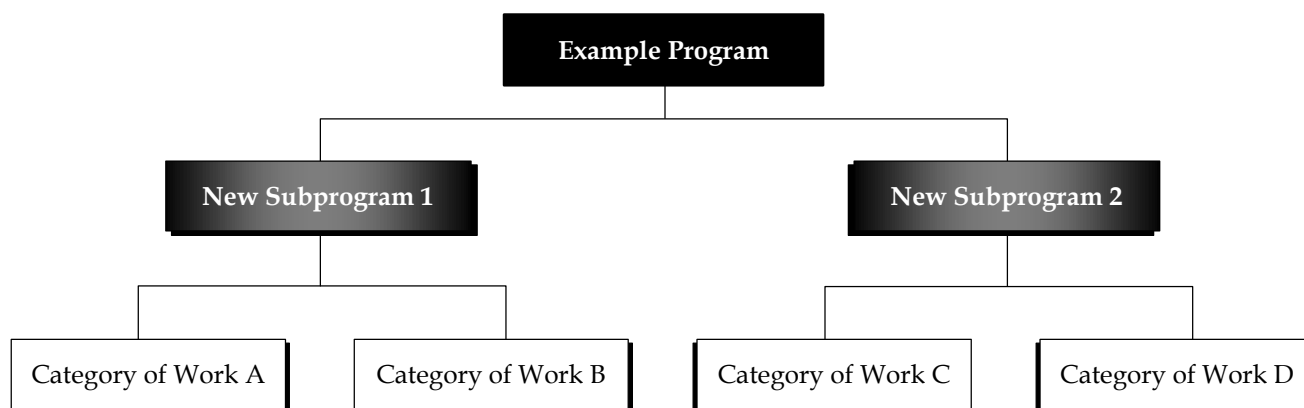 Example Program
New Subprogram 1
New Subprogram 2
Category of Work A
Category of Work B
Category of Work C
Category of Work D